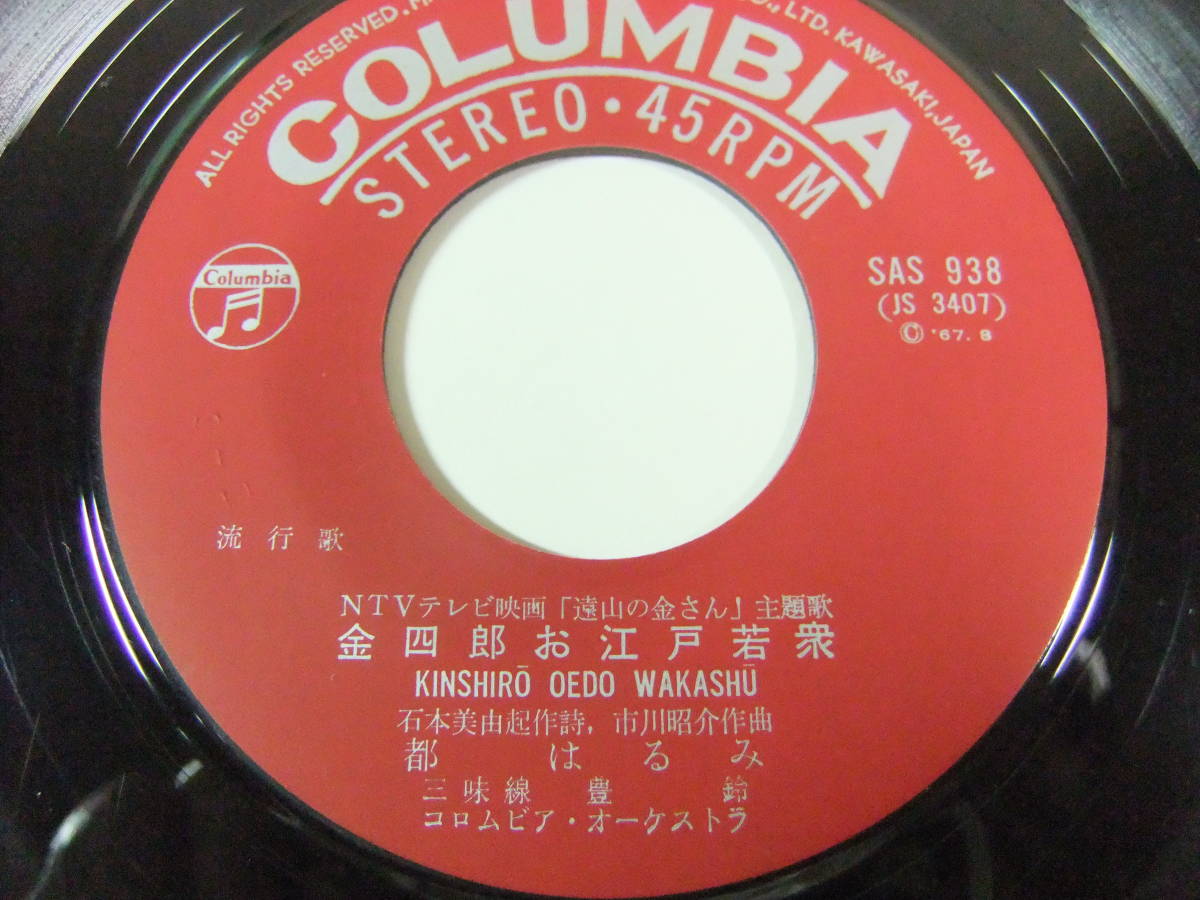 ALL RIGHTS RESERVED.
LTD. KAWASAKI, JAPAN
COLUMBIA
STEREO・45RPM
Columbia
SAS 938
(JS 3407)
© '67. 8
流行歌
NTVテレビ映画「遠山の金さん」主題歌
金四郎お江戸若衆
KINSHIRŌ OEDO WAKASHŪ
石本美由起作詩, 市川昭介作曲
都 はるみ
三味線 豊鈴
コロムビア・オーケストラ